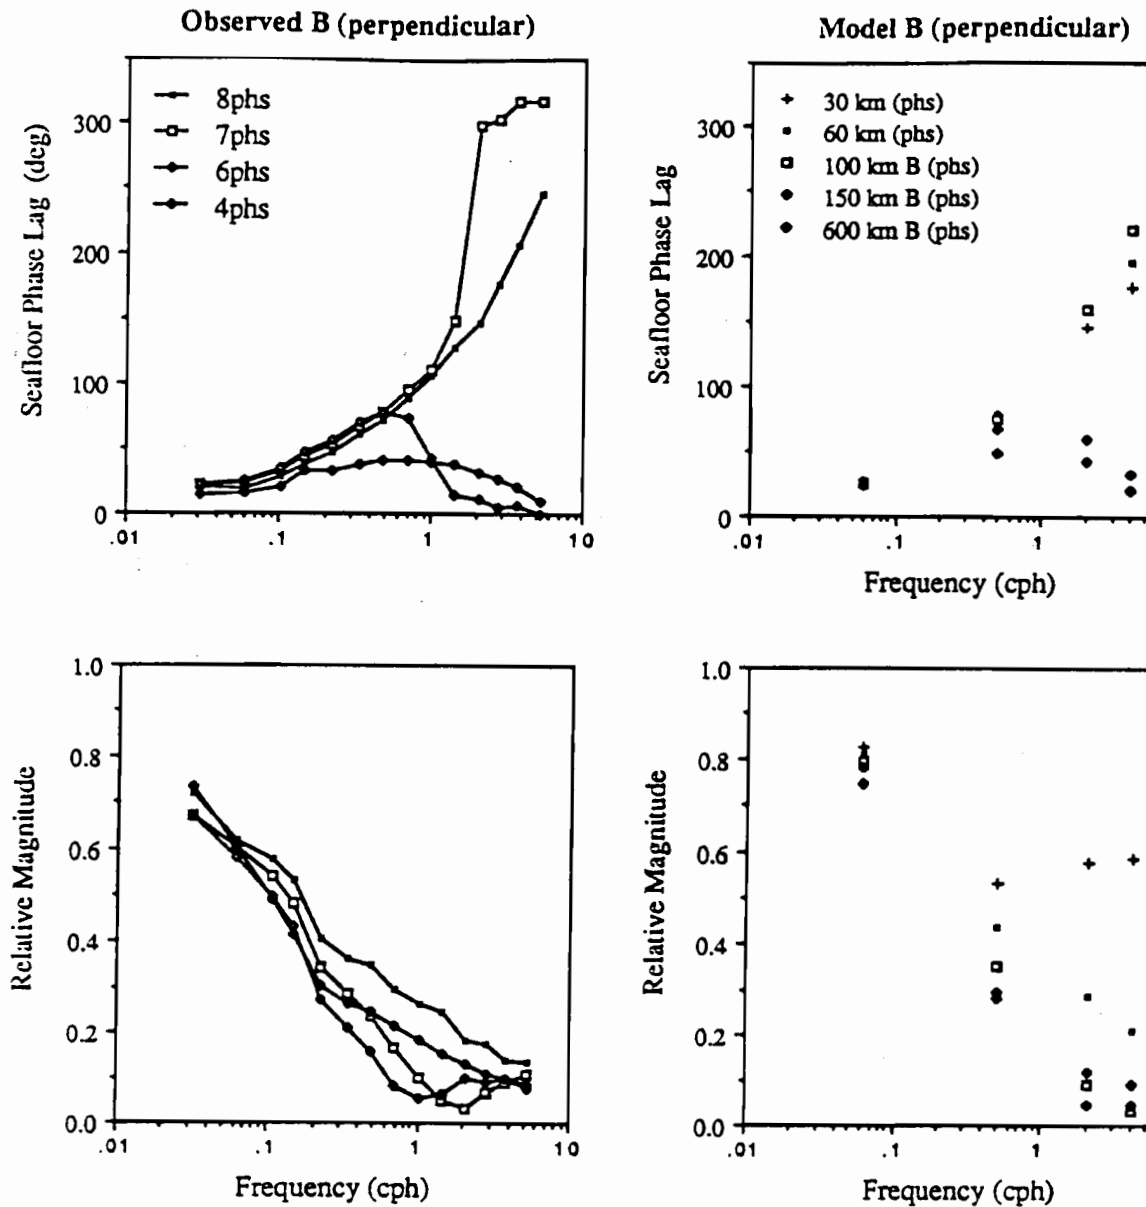 Observed B (perpendicular)
Seafloor Phase Lag (deg)
300
200
100
0
8phs
7phs
6phs
4phs
.01
.1
1
10
Model B (perpendicular)
Seafloor Phase Lag
300
200
100
0
30 km (phs)
60 km (phs)
100 km B (phs)
150 km B (phs)
600 km B (phs)
.01
.1
1
Frequency (cph)
Relative Magnitude
1.0
0.8
0.6
0.4
0.2
0.0
.01
0.1
1
10
Frequency (cph)
Relative Magnitude
1.0
0.8
0.6
0.4
0.2
0.0
.01
.1
1
Frequency (cph)